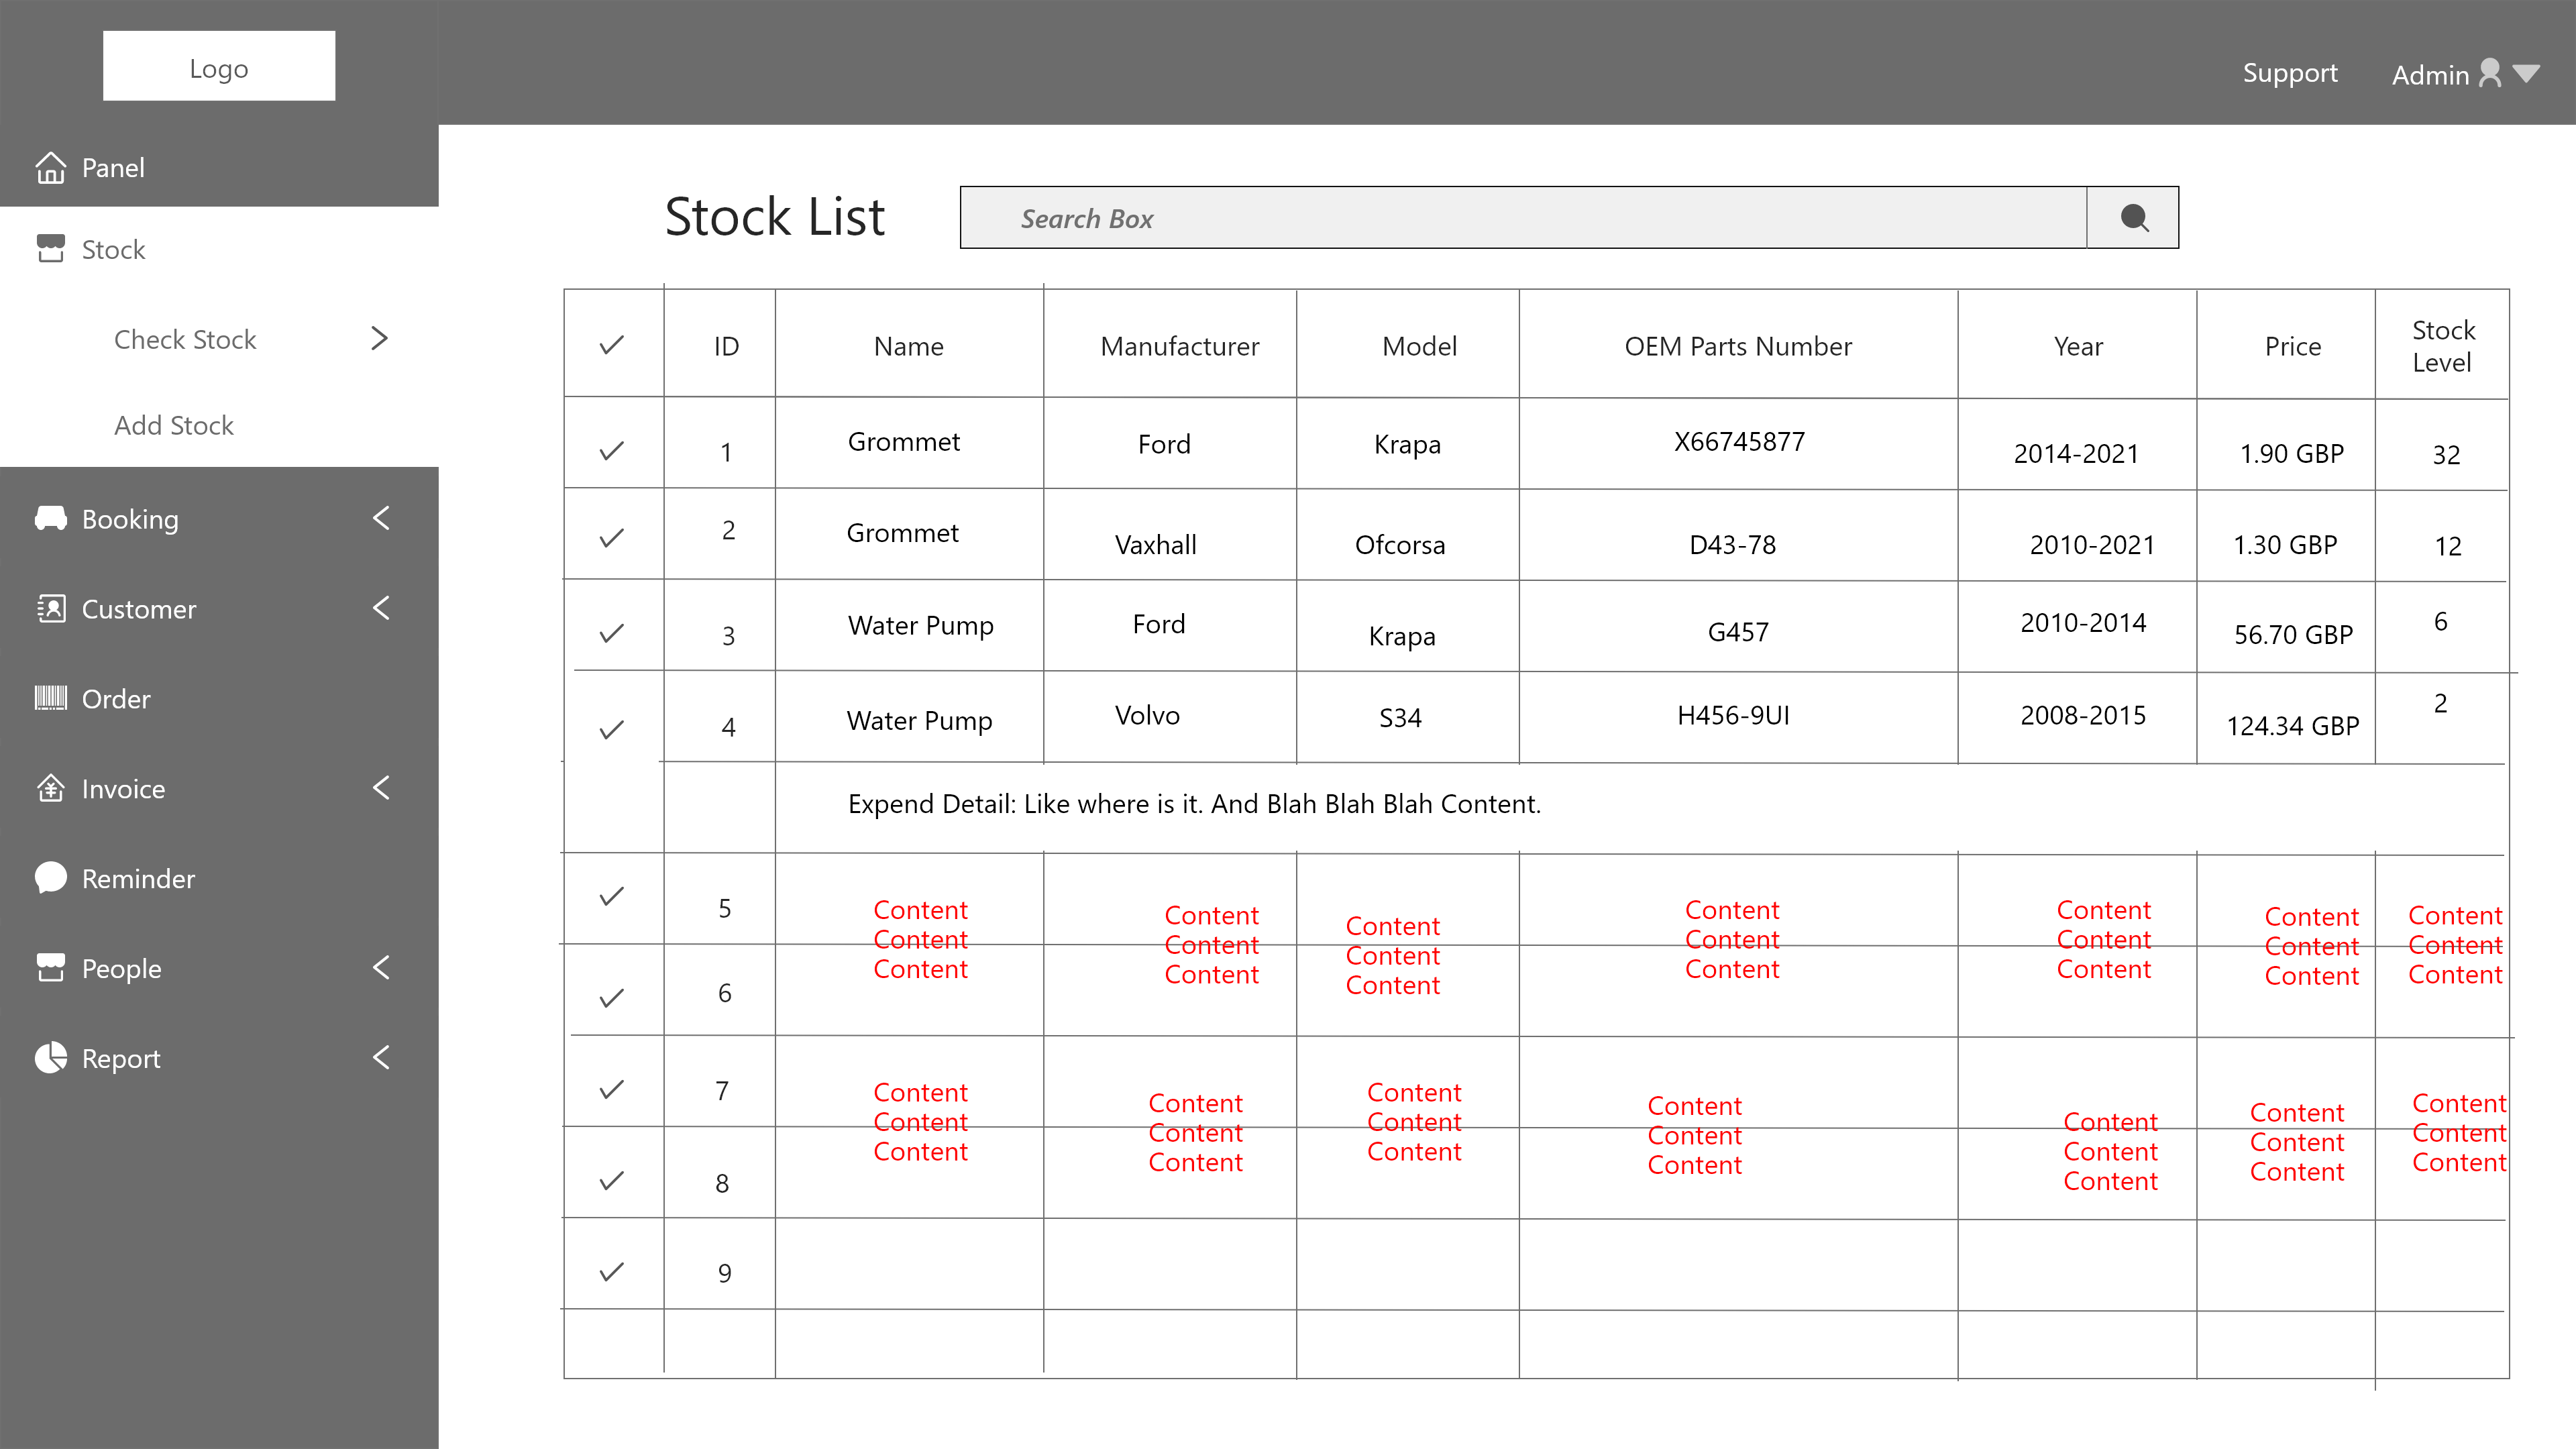 Logo
Support
Admin
Panel
Stock
Check Stock
Add Stock
Booking
Customer
Order
Invoice
Reminder
People
Report
Stock List
Search Box
ID Name Manufacturer Model OEM Parts Number Year Price Stock Level
1 Grommet Ford Krapa X66745877 2014-2021 1.90 GBP 32
2 Grommet Vaxhall Ofcorsa D43-78 2010-2021 1.30 GBP 12
3 Water Pump Ford Krapa G457 2010-2014 56.70 GBP 6
4 Water Pump Volvo S34 H456-9UI 2008-2015 124.34 GBP 2
Expend Detail: Like where is it. And Blah Blah Blah Content.
5
Content Content Content Content Content Content Content
Content Content Content Content Content Content Content
Content Content Content Content Content Content Content
6
7
Content Content Content Content Content Content Content
Content Content Content Content Content Content Content
Content Content Content Content Content Content Content
8
9